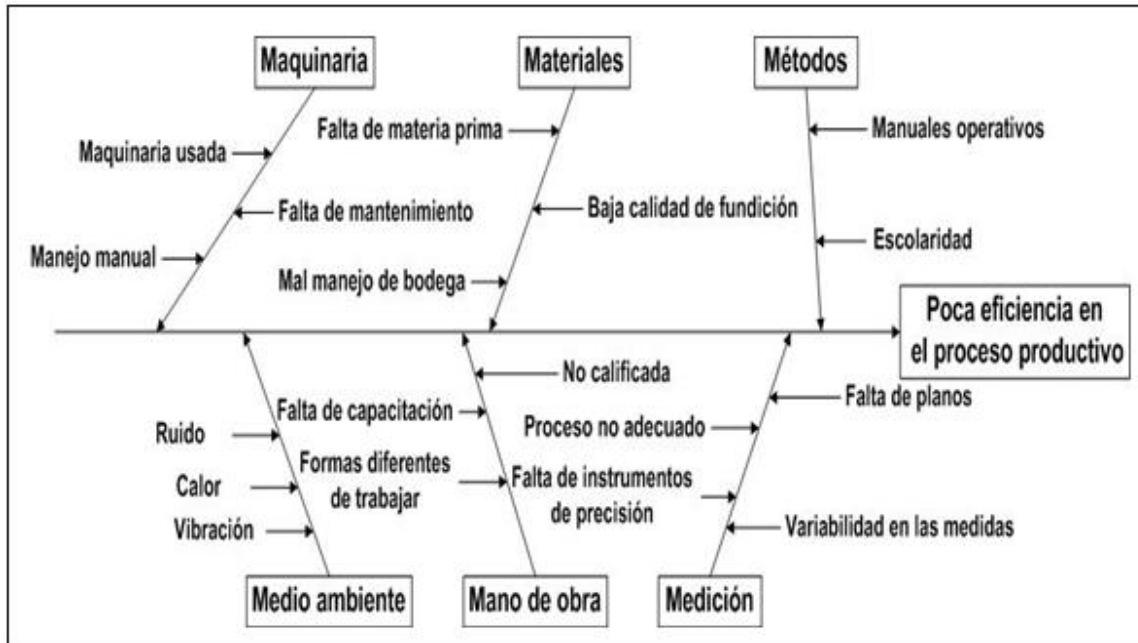 Maquinaria
Materiales
Métodos
Falta de materia prima
Manuales operativos
Maquinaria usada
Falta de mantenimiento
Baja calidad de fundición
Manejo manual
Escolaridad
Mal manejo de bodega
Poca eficiencia en
el proceso productivo
No calificada
Falta de planos
Falta de capacitación
Proceso no adecuado
Ruido
Formas diferentes
de trabajar
Falta de instrumentos
de precisión
Calor
Vibración
Variabilidad en las medidas
Medio ambiente
Mano de obra
Medición